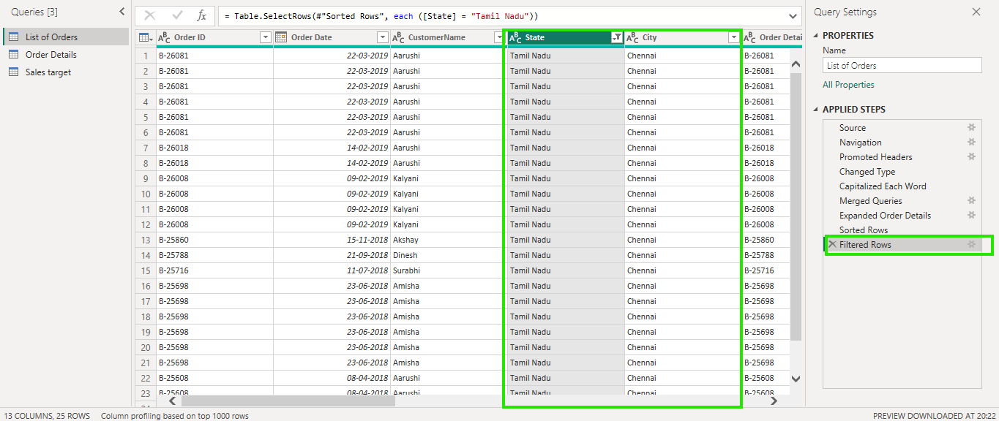 Queries [3]
List of Orders
Order Details
Sales target
fx = Table.SelectRows(#"Sorted Rows", each ([State] = "Tamil Nadu"))
ABC Order ID Order Date ABC CustomerName ABC State ABC City ABC Order Detai
1 B-26081 22-03-2019 Aarushi Tamil Nadu Chennai B-26081
2 B-26081 22-03-2019 Aarushi Tamil Nadu Chennai B-26081
3 B-26081 22-03-2019 Aarushi Tamil Nadu Chennai B-26081
4 B-26081 22-03-2019 Aarushi Tamil Nadu Chennai B-26081
5 B-26081 22-03-2019 Aarushi Tamil Nadu Chennai B-26081
6 B-26081 22-03-2019 Aarushi Tamil Nadu Chennai B-26081
7 B-26018 14-02-2019 Aarushi Tamil Nadu Chennai B-26018
8 B-26018 14-02-2019 Aarushi Tamil Nadu Chennai B-26018
9 B-26008 09-02-2019 Kalyani Tamil Nadu Chennai B-26008
10 B-26008 09-02-2019 Kalyani Tamil Nadu Chennai B-26008
11 B-26008 09-02-2019 Kalyani Tamil Nadu Chennai B-26008
12 B-26008 09-02-2019 Kalyani Tamil Nadu Chennai B-26008
13 B-25860 15-11-2018 Akshay Tamil Nadu Chennai B-25860
14 B-25788 21-09-2018 Dinesh Tamil Nadu Chennai B-25788
15 B-25716 11-07-2018 Surabhi Tamil Nadu Chennai B-25716
16 B-25698 23-06-2018 Amisha Tamil Nadu Chennai B-25698
17 B-25698 23-06-2018 Amisha Tamil Nadu Chennai B-25698
18 B-25698 23-06-2018 Amisha Tamil Nadu Chennai B-25698
19 B-25698 23-06-2018 Amisha Tamil Nadu Chennai B-25698
20 B-25698 23-06-2018 Amisha Tamil Nadu Chennai B-25698
21 B-25698 23-06-2018 Amisha Tamil Nadu Chennai B-25698
22 B-25608 08-04-2018 Aarushi Tamil Nadu Chennai B-25608
23 B-25608 08-04-2018 Aarushi Tamil Nadu Chennai B-25608
24
Query Settings
PROPERTIES
Name
List of Orders
All Properties
APPLIED STEPS
Source
Navigation
Promoted Headers
Changed Type
Capitalized Each Word
Merged Queries
Expanded Order Details
Sorted Rows
Filtered Rows
13 COLUMNS, 25 ROWS Column profiling based on top 1000 rows
PREVIEW DOWNLOADED AT 20:22